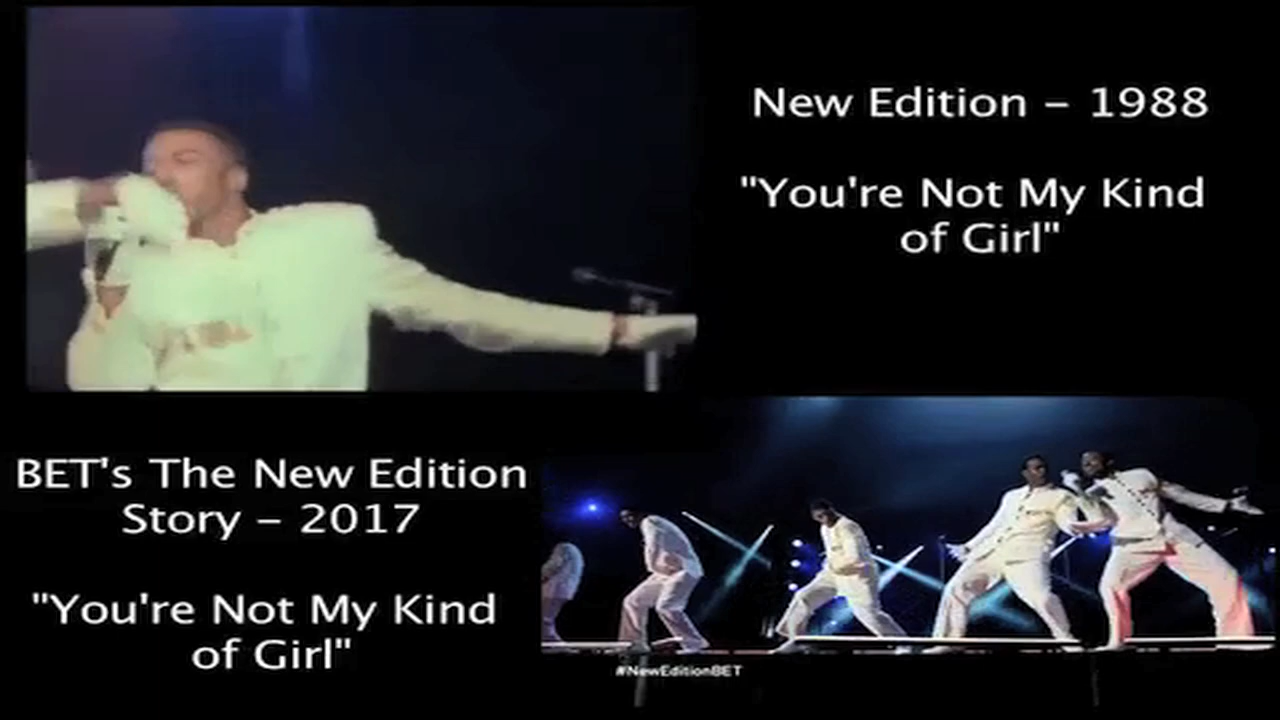 New Edition – 1988
"You're Not My Kind
of Girl"
BET's The New Edition
Story – 2017
"You're Not My Kind
of Girl"
#NewEditionBET